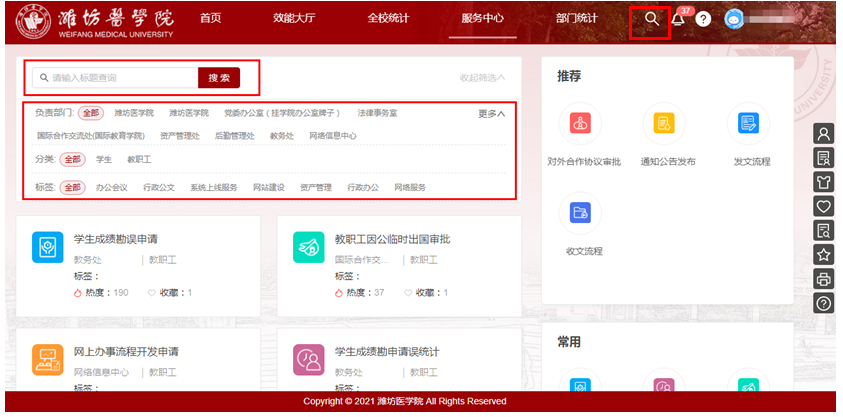 潍坊医学院
WEIFANG MEDICAL UNIVERSITY
首页 效能大厅 全校统计 服务中心 部门统计 37
请输入标题查询 搜索 收起筛选
负责部门: 全部 潍坊医学院 潍坊医学院 党委办公室（挂学院办公室牌子） 法律事务室 更多
国际合作交流处(国际教育学院) 资产管理处 后勤管理处 教务处 网络信息中心
分类: 全部 学生 教职工
标签: 全部 办公会议 行政公文 系统上线服务 网站建设 资产管理 行政办公 网络服务
学生成绩勘误申请
教务处 | 教职工
标签：
热度：190 收藏：1
教职工因公临时出国审批
国际合作交... | 教职工
标签：
热度：37 收藏：1
网上办事流程开发申请
网络信息中心 | 教职工
标签：
学生成绩勘申请误统计
教务处 | 教职工
标签：
推荐
对外合作协议审批 通知公告发布 发文流程
收文流程
常用
Copyright © 2021 潍坊医学院 All Rights Reserved